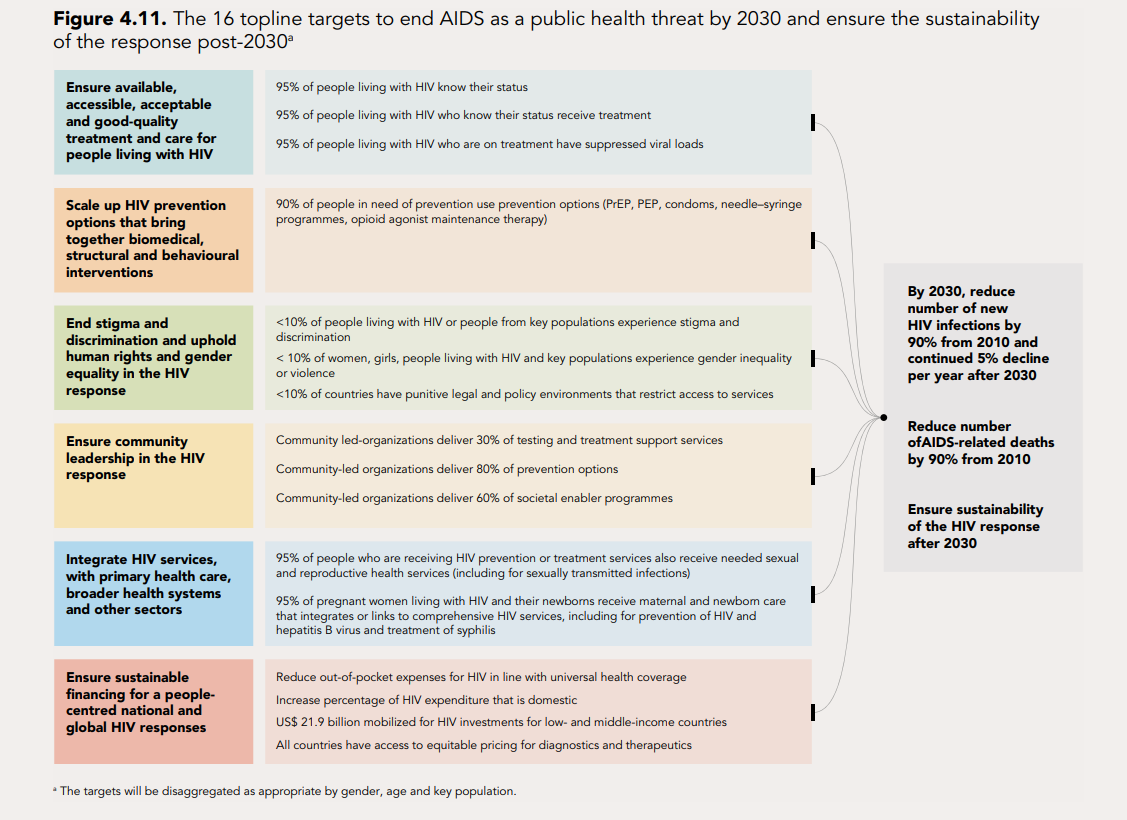 Figure 4.11. The 16 topline targets to end AIDS as a public health threat by 2030 and ensure the sustainability
of the response post-2030ᵃ
Ensure available,
accessible, acceptable
and good-quality
treatment and care for
people living with HIV
95% of people living with HIV know their status
95% of people living with HIV who know their status receive treatment
95% of people living with HIV who are on treatment have suppressed viral loads
Scale up HIV prevention
options that bring
together biomedical,
structural and behavioural
interventions
90% of people in need of prevention use prevention options (PrEP, PEP, condoms, needle–syringe
programmes, opioid agonist maintenance therapy)
End stigma and
discrimination and uphold
human rights and gender
equality in the HIV
response
<10% of people living with HIV or people from key populations experience stigma and
discrimination
< 10% of women, girls, people living with HIV and key populations experience gender inequality
or violence
<10% of countries have punitive legal and policy environments that restrict access to services
Ensure community
leadership in the HIV
response
Community led-organizations deliver 30% of testing and treatment support services
Community-led organizations deliver 80% of prevention options
Community-led organizations deliver 60% of societal enabler programmes
Integrate HIV services,
with primary health care,
broader health systems
and other sectors
95% of people who are receiving HIV prevention or treatment services also receive needed sexual
and reproductive health services (including for sexually transmitted infections)
95% of pregnant women living with HIV and their newborns receive maternal and newborn care
that integrates or links to comprehensive HIV services, including for prevention of HIV and
hepatitis B virus and treatment of syphilis
Ensure sustainable
financing for a people-
centred national and
global HIV responses
Reduce out-of-pocket expenses for HIV in line with universal health coverage
Increase percentage of HIV expenditure that is domestic
US$ 21.9 billion mobilized for HIV investments for low- and middle-income countries
All countries have access to equitable pricing for diagnostics and therapeutics
By 2030, reduce
number of new
HIV infections by
90% from 2010 and
continued 5% decline
per year after 2030
Reduce number
ofAIDS-related deaths
by 90% from 2010
Ensure sustainability
of the HIV response
after 2030
ᵃ The targets will be disaggregated as appropriate by gender, age and key population.